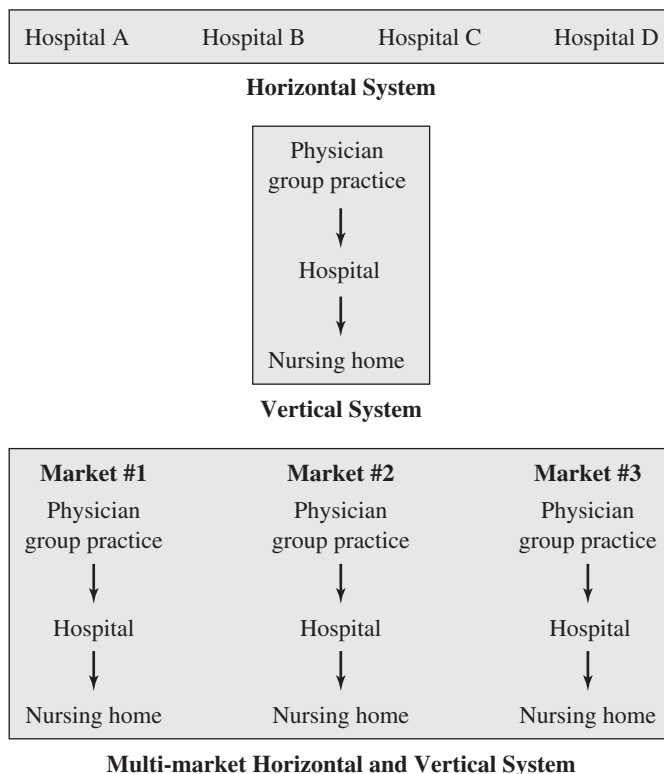 Hospital A Hospital B Hospital C Hospital D
Horizontal System
Physician
group practice
Hospital
Nursing home
Vertical System
Market #1 Market #2 Market #3
Physician Physician Physician
group practice group practice group practice
Hospital Hospital Hospital
Nursing home Nursing home Nursing home
Multi-market Horizontal and Vertical System